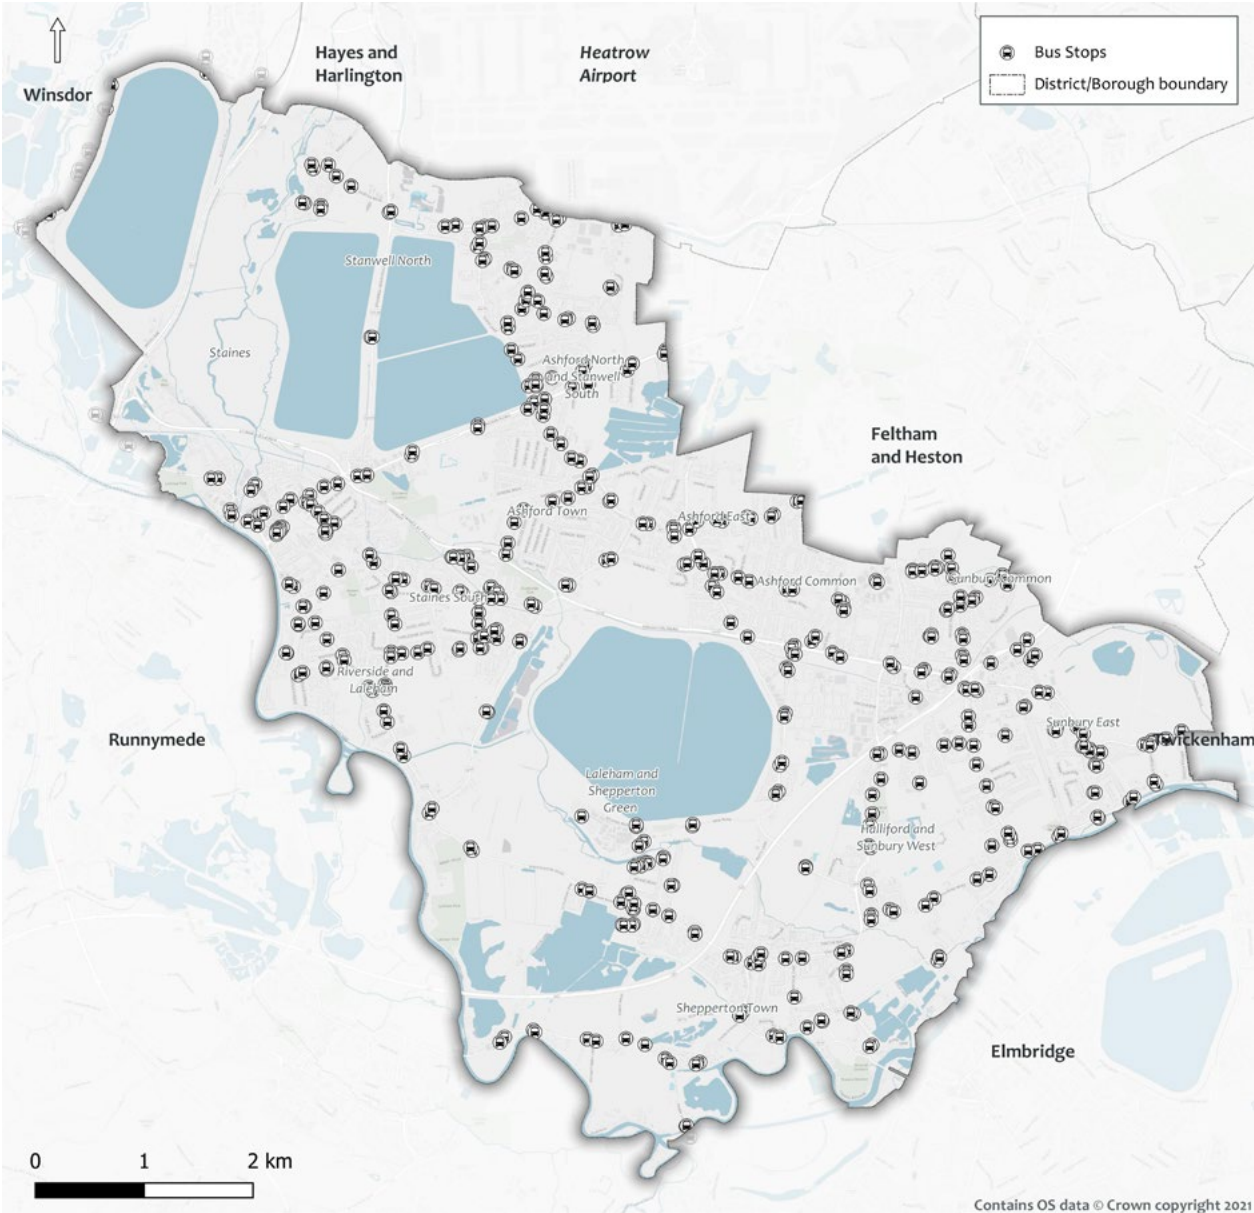 Hayes and
Harlington
Heatrow
Airport
Bus Stops
District/Borough boundary
Winsdor
Stanwell North
Staines
Ashford North
and Stanwell
South
Feltham
and Heston
Ashford Town
Ashford East
Ashford Common
Sunbury Common
Staines South
Riverside and
Laleham
Runnymede
Sunbury East
Twickenham
Laleham and
Shepperton
Green
Halliford and
Sunbury West
Shepperton Town
Elmbridge
0 1 2 km
Contains OS data © Crown copyright 2021